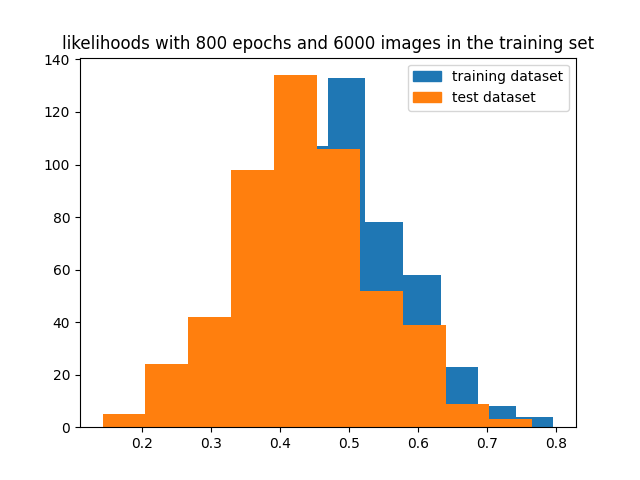 likelihoods with 800 epochs and 6000 images in the training set
training dataset
test dataset
140
120
100
80
60
40
20
0
0.2 0.3 0.4 0.5 0.6 0.7 0.8